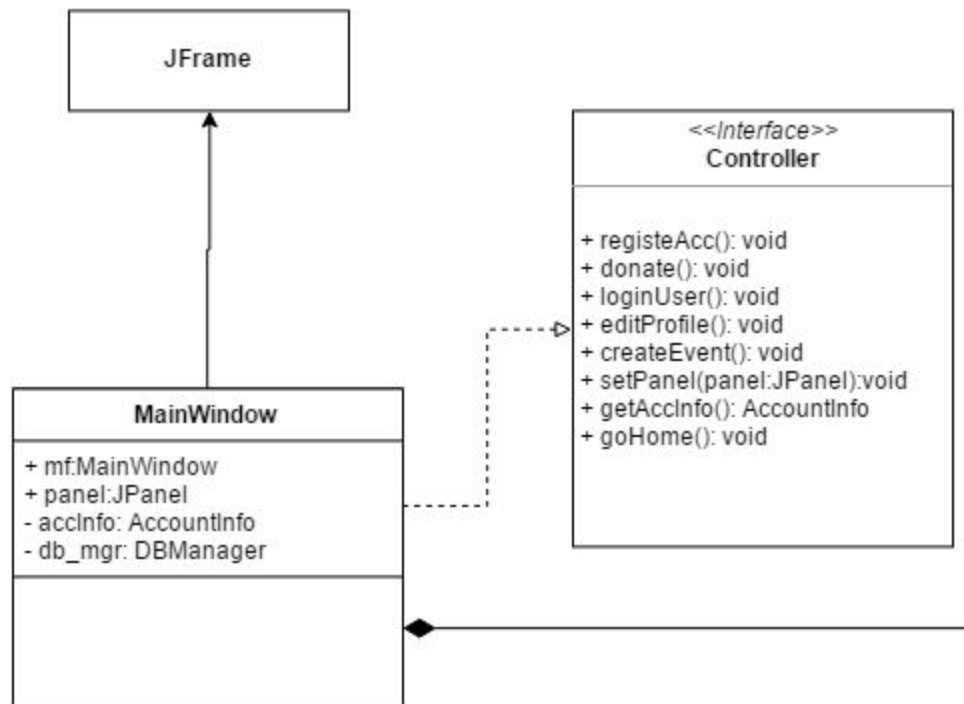 JFrame
<<Interface>>
Controller
+ registeAcc(): void
+ donate(): void
+ loginUser(): void
+ editProfile(): void
+ createEvent(): void
+ setPanel(panel:JPanel):void
+ getAccInfo(): AccountInfo
+ goHome(): void
MainWindow
+ mf:MainWindow
+ panel:JPanel
- accInfo: AccountInfo
- db_mgr: DBManager